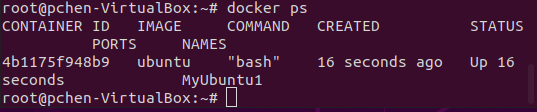 root@pchen-VirtualBox:~# docker ps
CONTAINER ID   IMAGE     COMMAND   CREATED          STATUS
          PORTS     NAMES
4b1175f948b9   ubuntu    "bash"    16 seconds ago   Up 16
seconds             MyUbuntu1
root@pchen-VirtualBox:~#